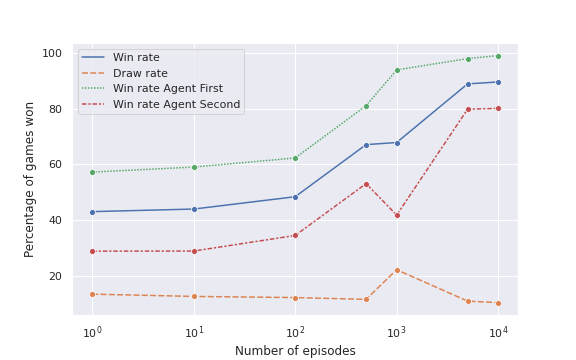 Win rate
Draw rate
Win rate Agent First
Win rate Agent Second
Percentage of games won
100
80
60
40
20
10⁰ 10¹ 10² 10³ 10⁴
Number of episodes